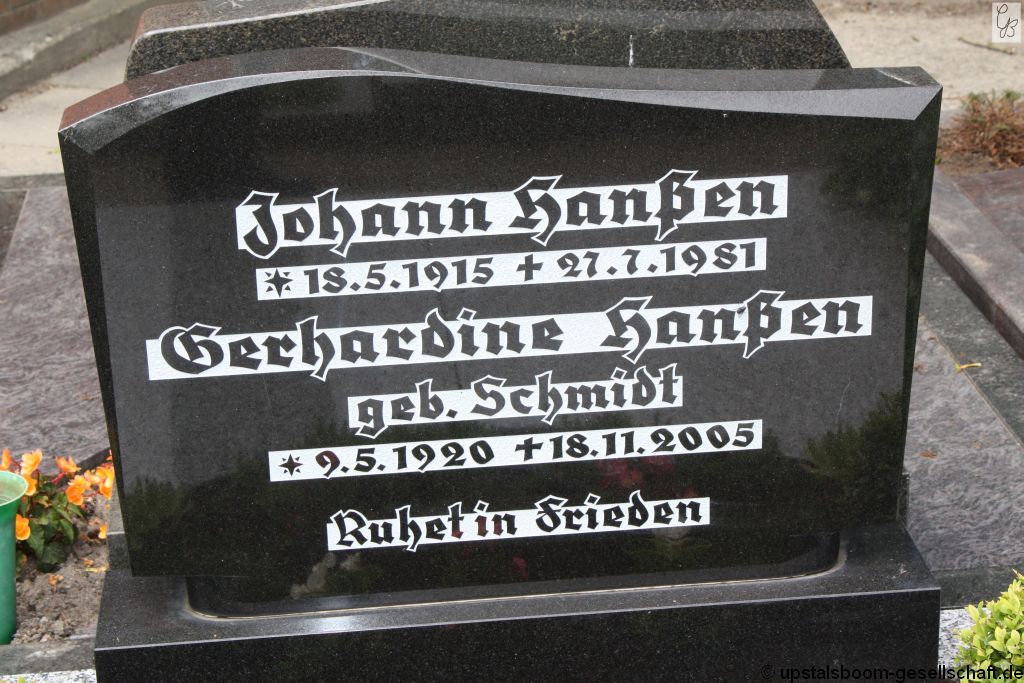 Johann Hanßen
* 18.5.1915 + 27.7.1981
Gerhardine Hanßen
geb. Schmidt
* 9.5.1920 + 18.11.2005
Ruhet in Frieden
© upstalsboom-gesellschaft.de